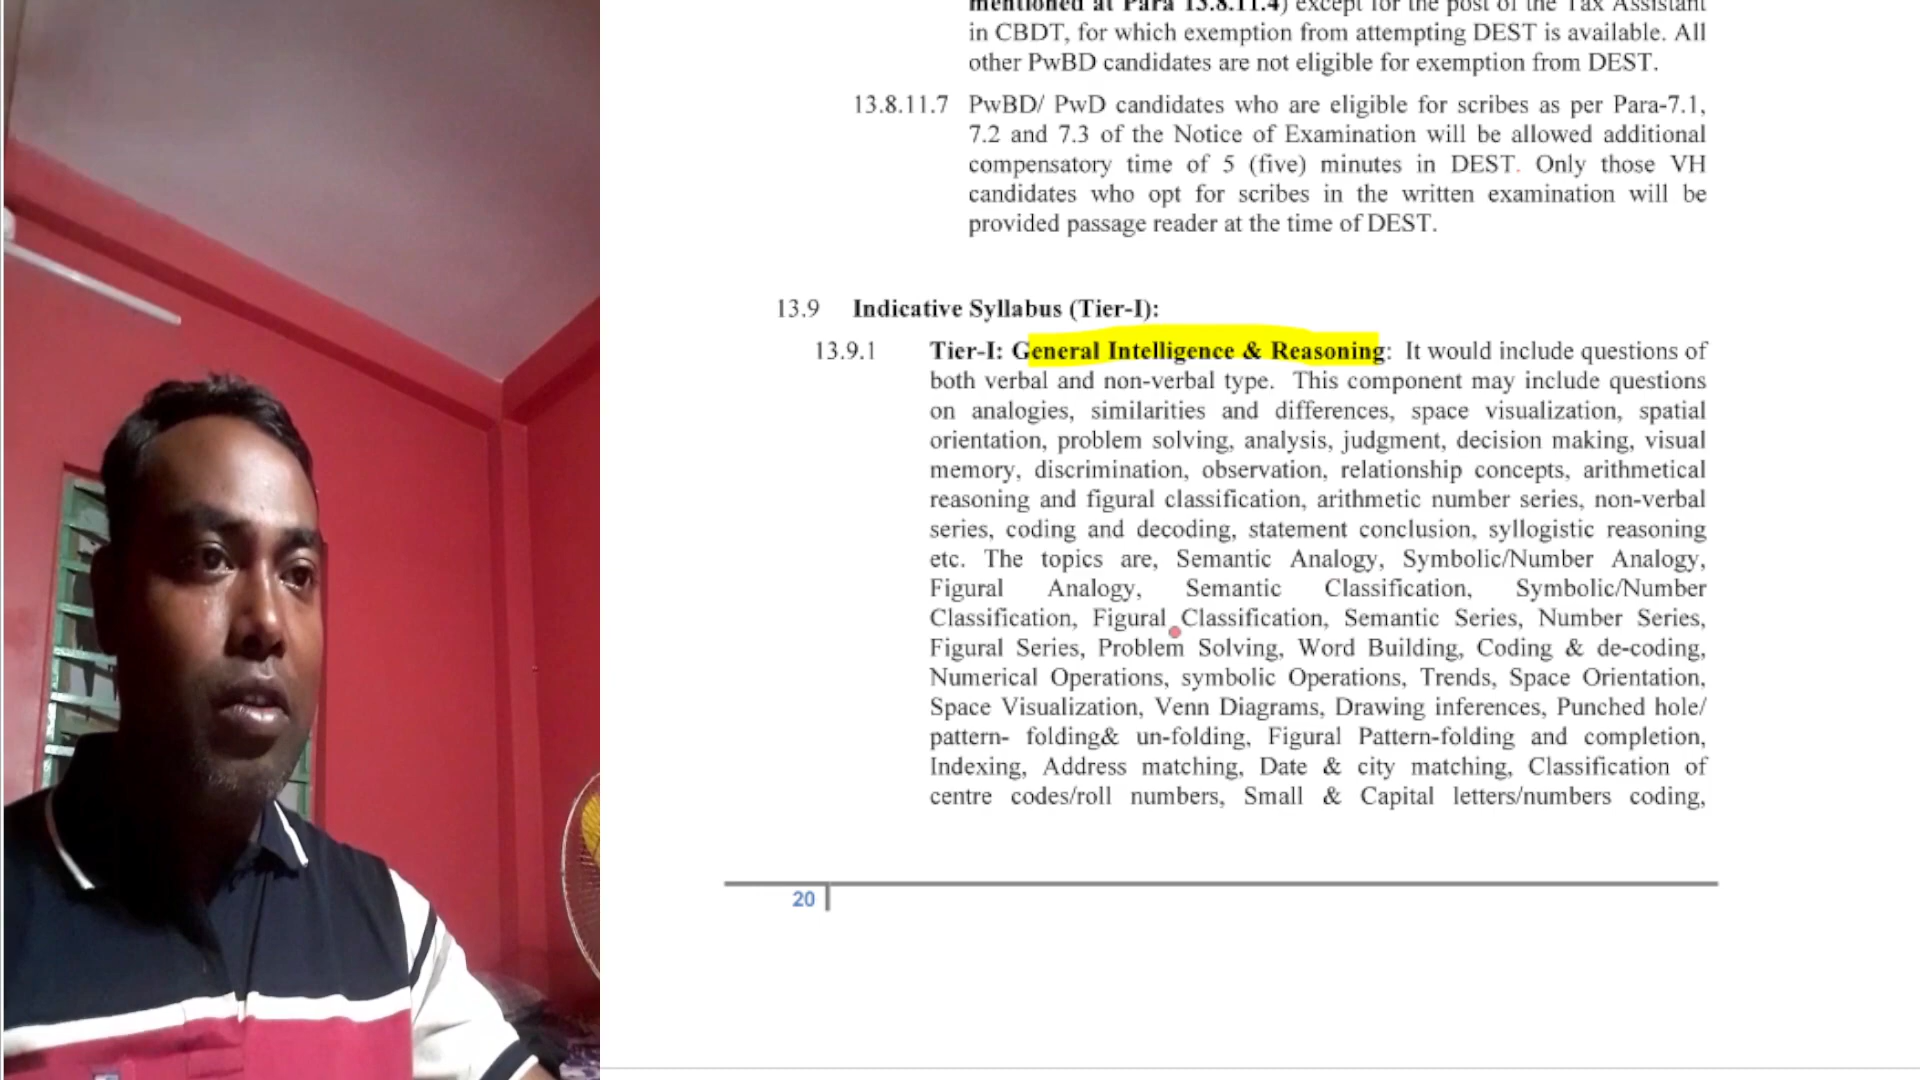 mentioned at Para 13.8.11.4) except for the post of the Tax Assistant
in CBDT, for which exemption from attempting DEST is available. All
other PwBD candidates are not eligible for exemption from DEST.
13.8.11.7 PwBD/ PwD candidates who are eligible for scribes as per Para-7.1,
7.2 and 7.3 of the Notice of Examination will be allowed additional
compensatory time of 5 (five) minutes in DEST. Only those VH
candidates who opt for scribes in the written examination will be
provided passage reader at the time of DEST.
13.9 Indicative Syllabus (Tier-I):
13.9.1 Tier-I: General Intelligence & Reasoning: It would include questions of
both verbal and non-verbal type. This component may include questions
on analogies, similarities and differences, space visualization, spatial
orientation, problem solving, analysis, judgment, decision making, visual
memory, discrimination, observation, relationship concepts, arithmetical
reasoning and figural classification, arithmetic number series, non-verbal
series, coding and decoding, statement conclusion, syllogistic reasoning
etc. The topics are, Semantic Analogy, Symbolic/Number Analogy,
Figural Analogy, Semantic Classification, Symbolic/Number
Classification, Figural Classification, Semantic Series, Number Series,
Figural Series, Problem Solving, Word Building, Coding & de-coding,
Numerical Operations, symbolic Operations, Trends, Space Orientation,
Space Visualization, Venn Diagrams, Drawing inferences, Punched hole/
pattern- folding& un-folding, Figural Pattern-folding and completion,
Indexing, Address matching, Date & city matching, Classification of
centre codes/roll numbers, Small & Capital letters/numbers coding,
20